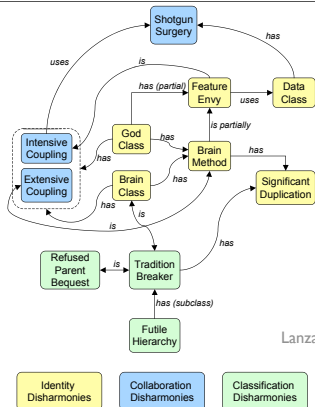 Shotgun
Surgery
uses
is
has
has (partial)
Feature
Envy
uses
Data
Class
is partially
Intensive
Coupling
God
Class
has
Brain
Method
has
has
Extensive
Coupling
Brain
Class
has
Significant
Duplication
has
is
is
has
Refused
Parent
Bequest
is
Tradition
Breaker
has (subclass)
Futile
Hierarchy
Lanza
Identity
Disharmonies
Collaboration
Disharmonies
Classification
Disharmonies